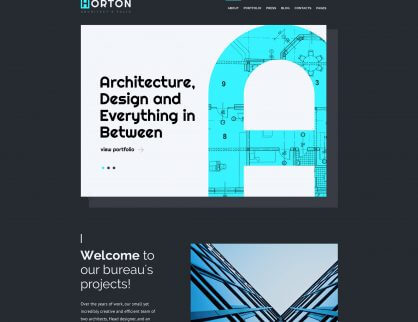 HORTON
ABOUT PORTFOLIO PRESS BLOG CONTACTS PAGES
Architecture,
Design and
Everything in
Between
view portfolio
9
Welcome to
our bureau's
projects!
Over the years of work, our small yet
incredibly creative and efficient team of
two architects, Head designer, and an